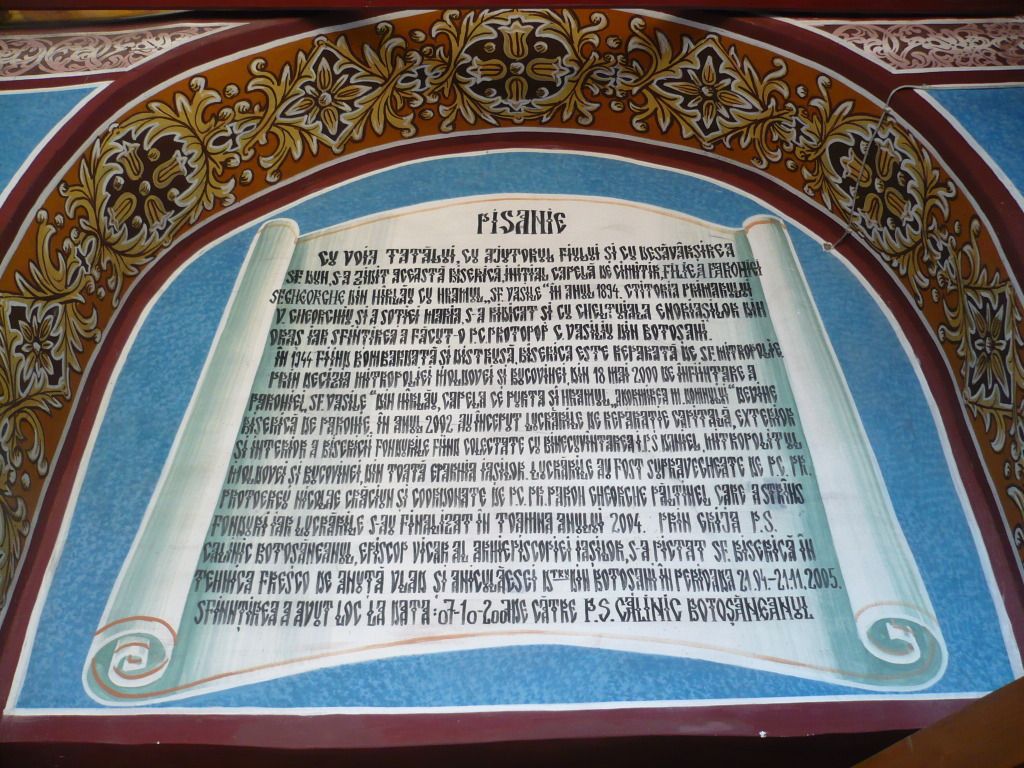 PISANIE
CU VOIA TATĂLUI, CU AJUTORUL FIULUI ȘI CU DESĂVÂRȘIREA
SF. DUH, S-A ZIDIT ACEASTĂ BISERICĂ, INIȚIAL CAPELĂ DE CIMITIR, FILIE A PAROHIEI
SF. GHEORGHE DIN HÎRLĂU CU HRAMUL „SF. VASILE" ÎN ANUL 1894. CTITORIA PRIMARULUI
V. GHEORGHIU ȘI A SOȚIEI MARIA, S-A RIDICAT ȘI CU CHELTUIALA ENORIAȘILOR DIN
ORAȘ IAR SFINȚIREA A FĂCUT-O P.C. PROTOPOP C. VASILIU DIN BOTOȘANI.
ÎN 1944 FIIND BOMBARDATĂ ȘI DISTRUSĂ, BISERICA ESTE REPARATĂ DE SF. MITROPOLIE.
PRIN DECIZIA MITROPOLIEI MOLDOVEI ȘI BUCOVINEI, DIN 18 MAI 2000 DE INFIINȚARE A
PAROHIEI „SF. VASILE" DIN HÎRLĂU, CAPELA CE PURTA ȘI HRAMUL „ADORMIREA M. DOMNULUI" DEVINE
BISERICĂ DE PAROHIE. ÎN ANUL 2002 AU ÎNCEPUT LUCRĂRILE DE REPARAȚIE CAPITALĂ, EXTERIOR
ȘI INTERIOR A BISERICII FONDURILE FIIND COLECTATE CU BINECUVINTAREA Î.P.S. DANIEL, MITROPOLITUL
MOLDOVEI ȘI BUCOVINEI, DIN TOATĂ EPARHIA IAȘILOR. LUCRĂRILE AU FOST SUPRAVEGHEATE DE P.C. PR.
PROTOEREU NICOLAE CRĂCIUN ȘI COORDONATE DE P.C. PR. PAROH GHEORGHE PĂLTINEL CARE A STRÂNS
FONDURI IAR LUCRĂRILE S-AU FINALIZAT ÎN TOAMNA ANULUI 2004. PRIN GRIJA P.S.
CALINIC BOTOȘĂNEANUL, EPISCOP VICAR AL ARHIEPISCOPIEI IAȘILOR, S-A PICTAT SF. BISERICĂ ÎN
TEHNICA FRESCO DE ANUȚĂ VLAD ȘI ANICULĂESEI DIN BOTOȘANI ÎN PERIOADA 21.04.-21.11.2005.
SFINȚIREA A AVUT LOC LA DATA : DE CĂTRE P.S. CALINIC BOTOȘĂNEANUL